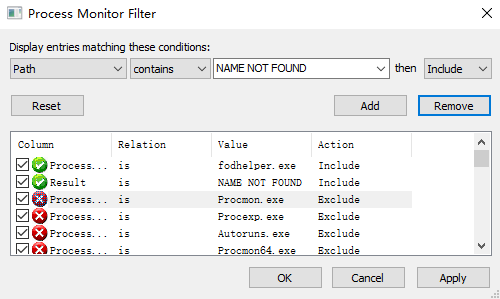 Process Monitor Filter
Display entries matching these conditions:
Path contains NAME NOT FOUND then Include
Reset Add Remove
Column Relation Value Action
Process... is fodhelper.exe Include
Result is NAME NOT FOUND Include
Process... is Procmon.exe Exclude
Process... is Procexp.exe Exclude
Process... is Autoruns.exe Exclude
Process... is Procmon64.exe Exclude
OK Cancel Apply